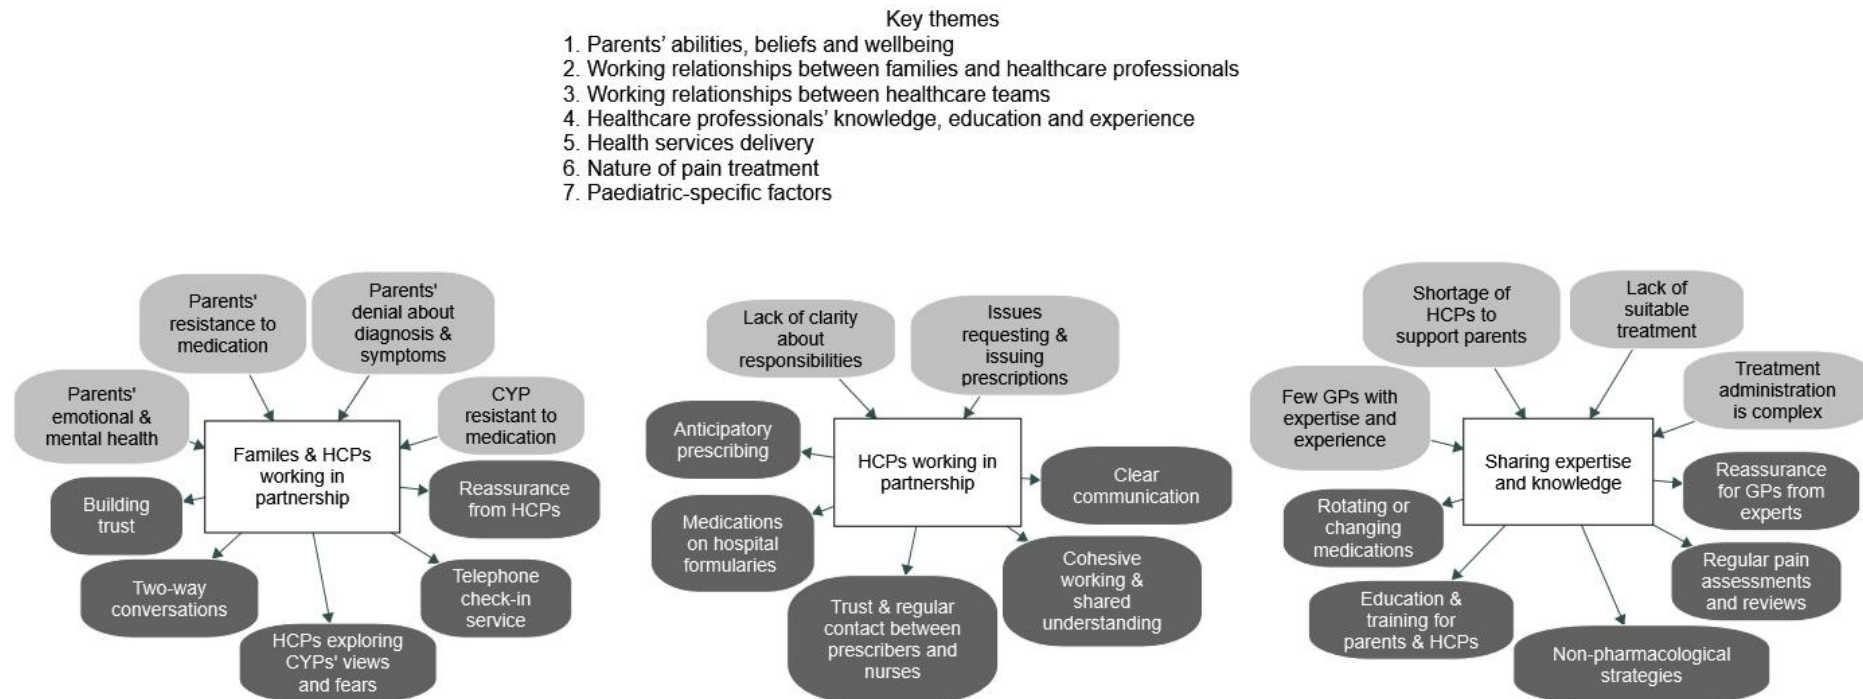 Key themes
1. Parents' abilities, beliefs and wellbeing
2. Working relationships between families and healthcare professionals
3. Working relationships between healthcare teams
4. Healthcare professionals' knowledge, education and experience
5. Health services delivery
6. Nature of pain treatment
7. Paediatric-specific factors
Parents'
emotional &
mental health
Parents'
resistance to
medication
Parents'
denial about
diagnosis &
symptoms
CYP
resistant to
medication
Familes & HCPs
working in
partnership
Building
trust
Two-way
conversations
HCPs exploring
CYPs' views
and fears
Telephone
check-in
service
Reassurance
from HCPs
Lack of clarity
about
responsibilities
Issues
requesting &
issuing
prescriptions
HCPs working in
partnership
Anticipatory
prescribing
Medications
on hospital
formularies
Trust & regular
contact between
prescribers and
nurses
Cohesive
working &
shared
understanding
Clear
communication
Few GPs with
expertise and
experience
Shortage of
HCPs to
support parents
Lack of
suitable
treatment
Treatment
administration
is complex
Sharing expertise
and knowledge
Rotating or
changing
medications
Education &
training for
parents & HCPs
Non-pharmacological
strategies
Regular pain
assessments
and reviews
Reassurance
for GPs from
experts